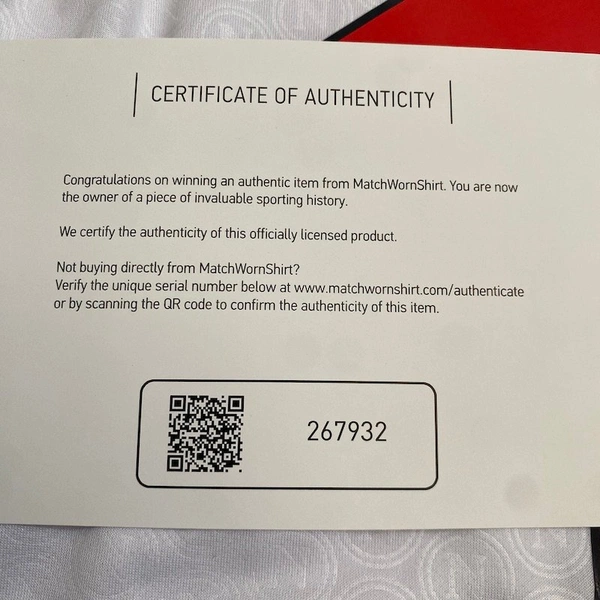 CERTIFICATE OF AUTHENTICITY
Congratulations on winning an authentic item from MatchWornShirt. You are now
the owner of a piece of invaluable sporting history.
We certify the authenticity of this officially licensed product.
Not buying directly from MatchWornShirt?
Verify the unique serial number below at www.matchwornshirt.com/authenticate
or by scanning the QR code to confirm the authenticity of this item.
267932
N
N